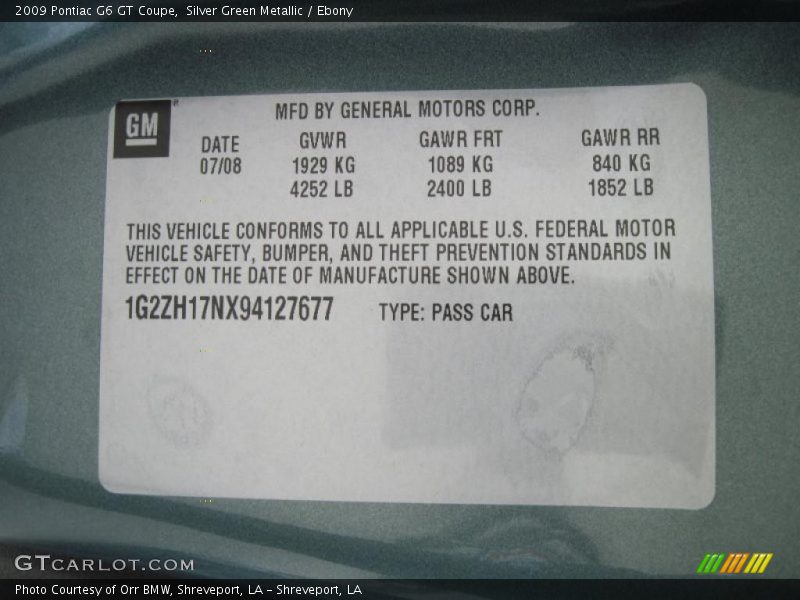 2009 Pontiac G6 GT Coupe, Silver Green Metallic / Ebony
GM
MFD BY GENERAL MOTORS CORP.
DATE GVWR GAWR FRT GAWR RR
07/08 1929 KG 1089 KG 840 KG
4252 LB 2400 LB 1852 LB
THIS VEHICLE CONFORMS TO ALL APPLICABLE U.S. FEDERAL MOTOR
VEHICLE SAFETY, BUMPER, AND THEFT PREVENTION STANDARDS IN
EFFECT ON THE DATE OF MANUFACTURE SHOWN ABOVE.
1G2ZH17NX94127677 TYPE: PASS CAR
GTCARLOT.COM
Photo Courtesy of Orr BMW, Shreveport, LA - Shreveport, LA